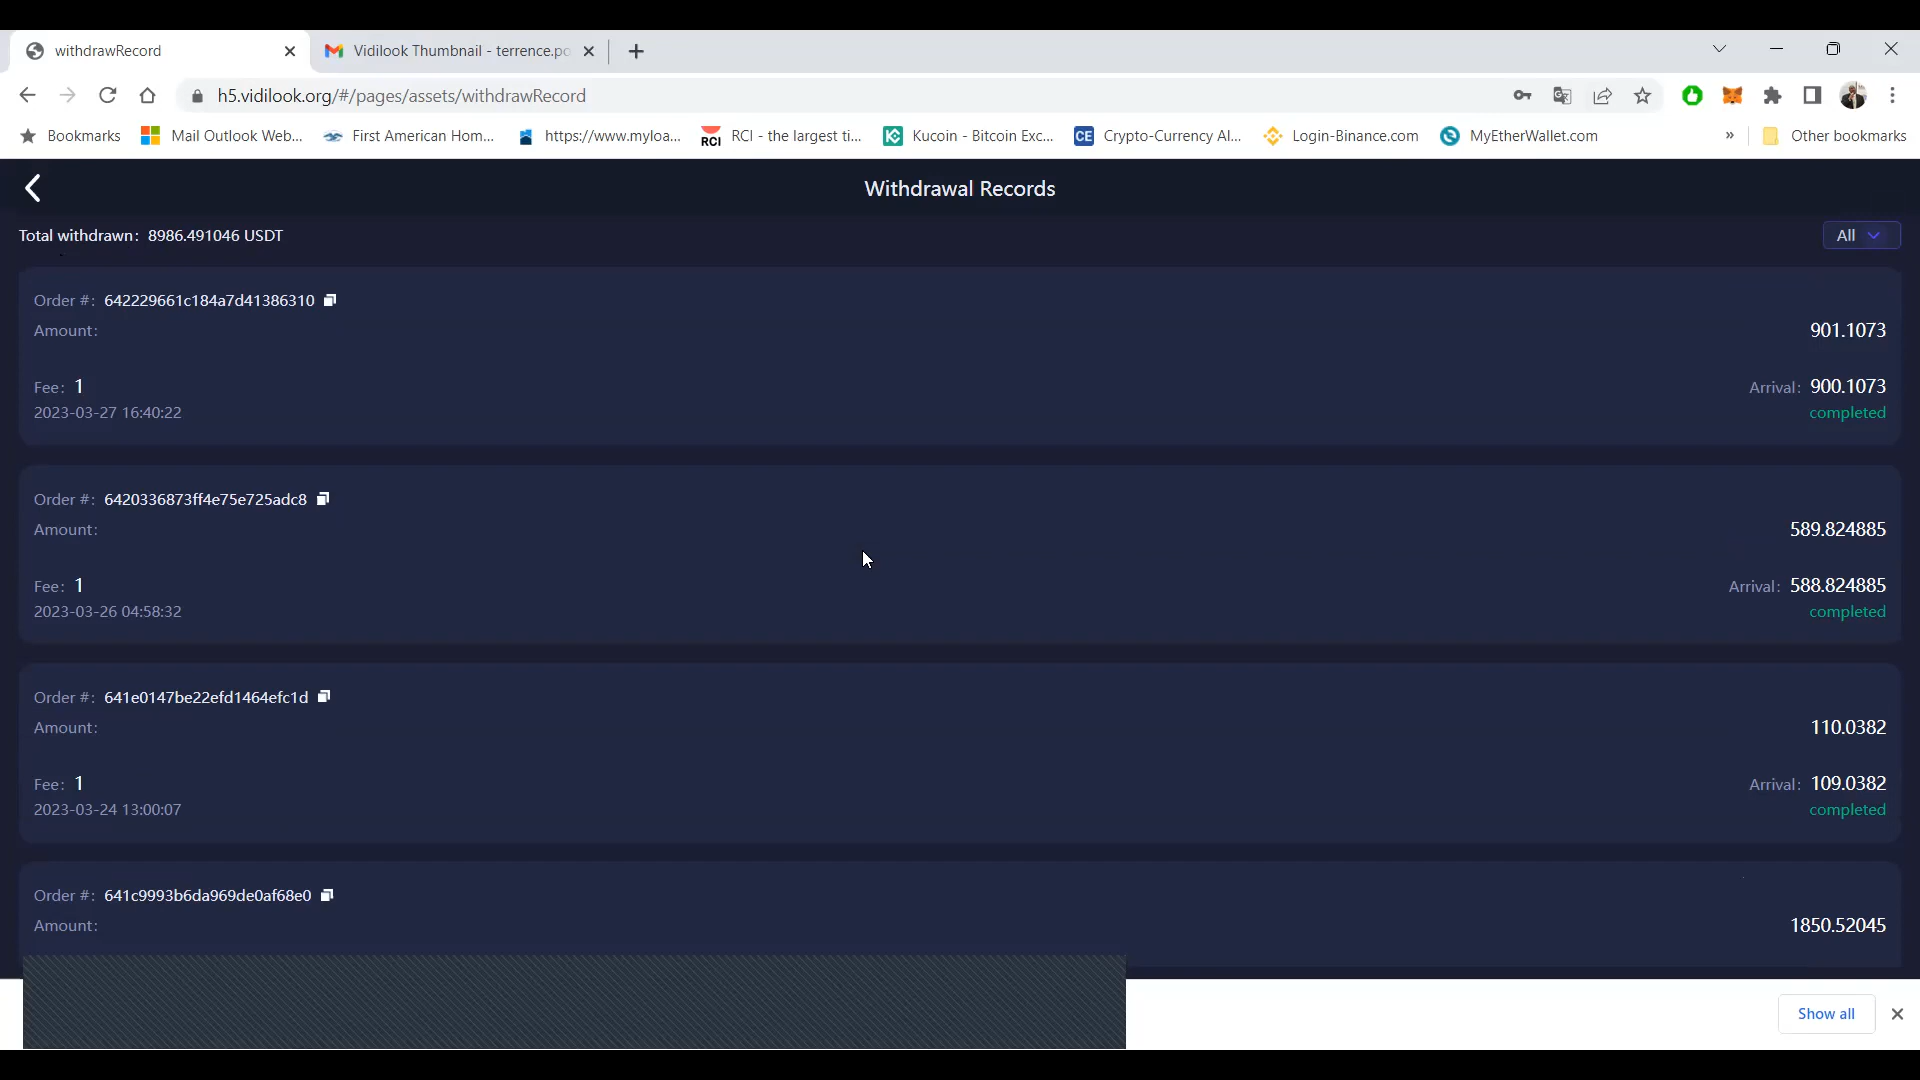 withdrawRecord
Vidilook Thumbnail - terrence.po
h5.vidilook.org/#/pages/assets/withdrawRecord
Bookmarks
Mail Outlook Web...
First American Hom...
https://www.myloa...
RCI
RCI - the largest ti...
Kucoin - Bitcoin Exc...
CE
Crypto-Currency Al...
Login-Binance.com
MyEtherWallet.com
»
Other bookmarks
Withdrawal Records
Total withdrawn: 8986.491046 USDT
All
Order #: 642229661c184a7d41386310
Amount: 901.1073
Fee: 1 Arrival: 900.1073
2023-03-27 16:40:22 completed
Order #: 6420336873ff4e75e725adc8
Amount: 589.824885
Fee: 1 Arrival: 588.824885
2023-03-26 04:58:32 completed
Order #: 641e0147be22efd1464efc1d
Amount: 110.0382
Fee: 1 Arrival: 109.0382
2023-03-24 13:00:07 completed
Order #: 641c9993b6da969de0af68e0
Amount: 1850.52045
Show all